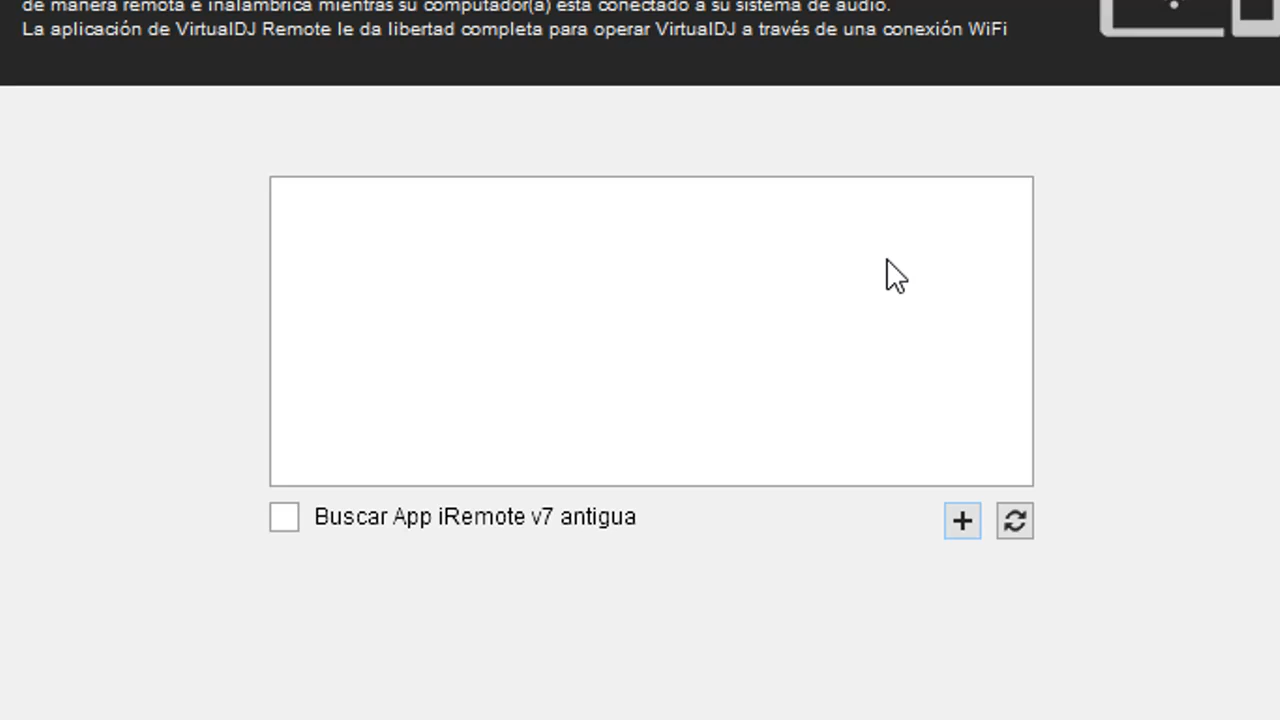 de manera remota e inalámbrica mientras su computador(a) está conectado a su sistema de audio.
La aplicación de VirtualDJ Remote le da libertad completa para operar VirtualDJ a través de una conexión WiFi
Buscar App iRemote v7 antigua